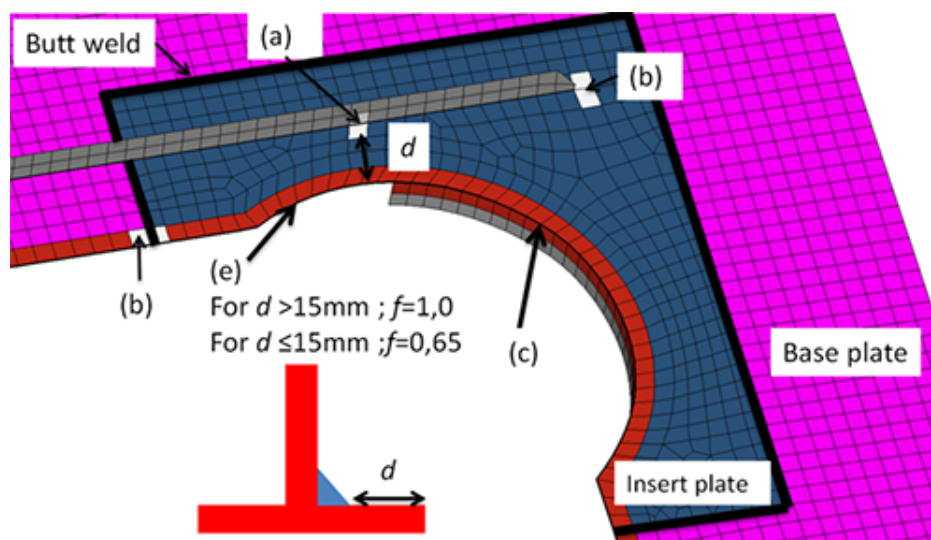 Butt weld
(a)
(b)
d
(b)
(e)
For d >15mm ; f=1,0
For d ≤15mm ;f=0,65
(c)
Base plate
Insert plate
d